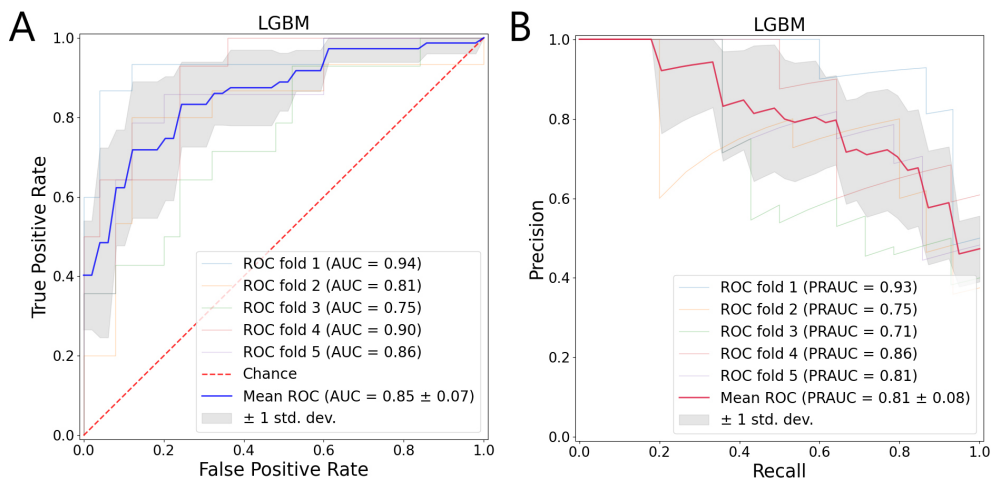 A
LGBM
True Positive Rate
1.0
0.8
0.6
0.4
0.2
0.0
ROC fold 1 (AUC = 0.94)
ROC fold 2 (AUC = 0.81)
ROC fold 3 (AUC = 0.75)
ROC fold 4 (AUC = 0.90)
ROC fold 5 (AUC = 0.86)
Chance
Mean ROC (AUC = 0.85 ± 0.07)
± 1 std. dev.
0.0 0.2 0.4 0.6 0.8 1.0
False Positive Rate
B
LGBM
Precision
1.0
0.8
0.6
0.4
0.2
0.0
ROC fold 1 (PRAUC = 0.93)
ROC fold 2 (PRAUC = 0.75)
ROC fold 3 (PRAUC = 0.71)
ROC fold 4 (PRAUC = 0.86)
ROC fold 5 (PRAUC = 0.81)
Mean ROC (PRAUC = 0.81 ± 0.08)
± 1 std. dev.
0.0 0.2 0.4 0.6 0.8 1.0
Recall